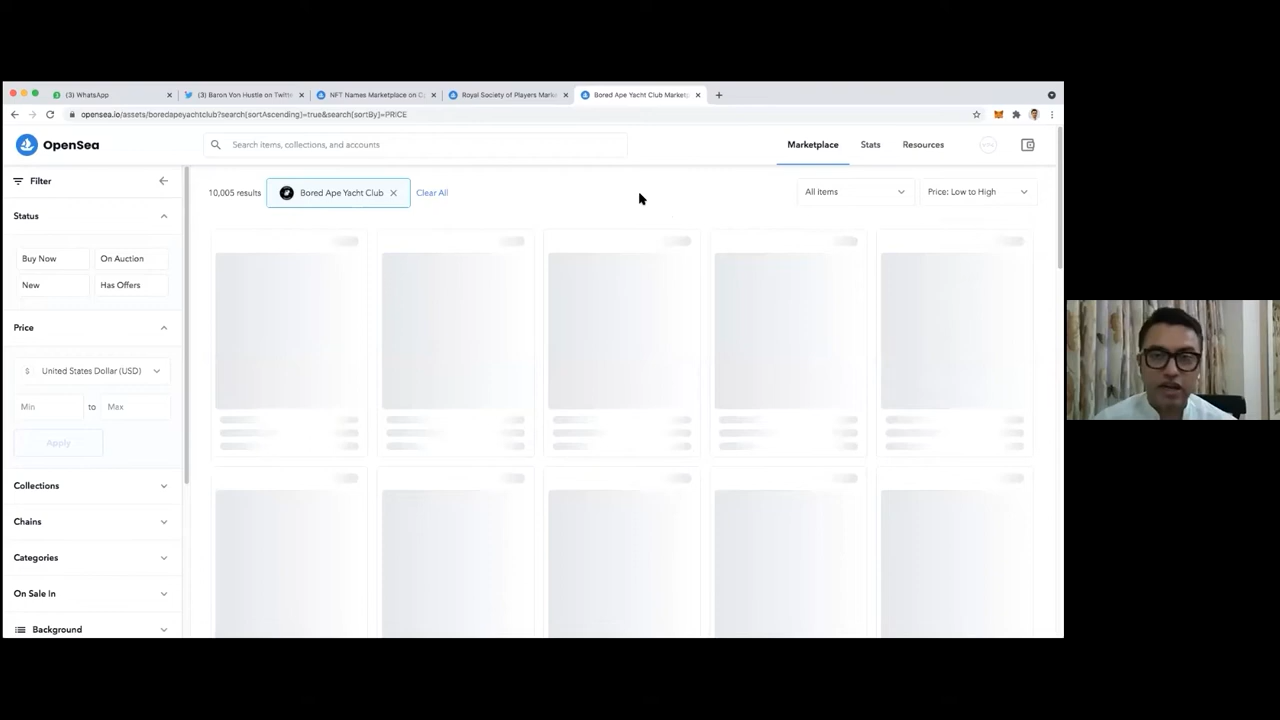 (3) WhatsApp
(3) Baron Von Hustle on Twitte
NFT Names Marketplace on O
Royal Society of Players Mark
Bored Ape Yacht Club Market
opensea.io/assets/boredapeyachtclub?search[sortAscending]=true&search[sortBy]=PRICE
OpenSea
Search items, collections, and accounts
Marketplace
Stats
Resources
Filter
10,005 results
Bored Ape Yacht Club
Clear All
All items
Price: Low to High
Status
Buy Now
On Auction
New
Has Offers
Price
$
United States Dollar (USD)
Min
to
Max
Apply
Collections
Chains
Categories
On Sale In
Background